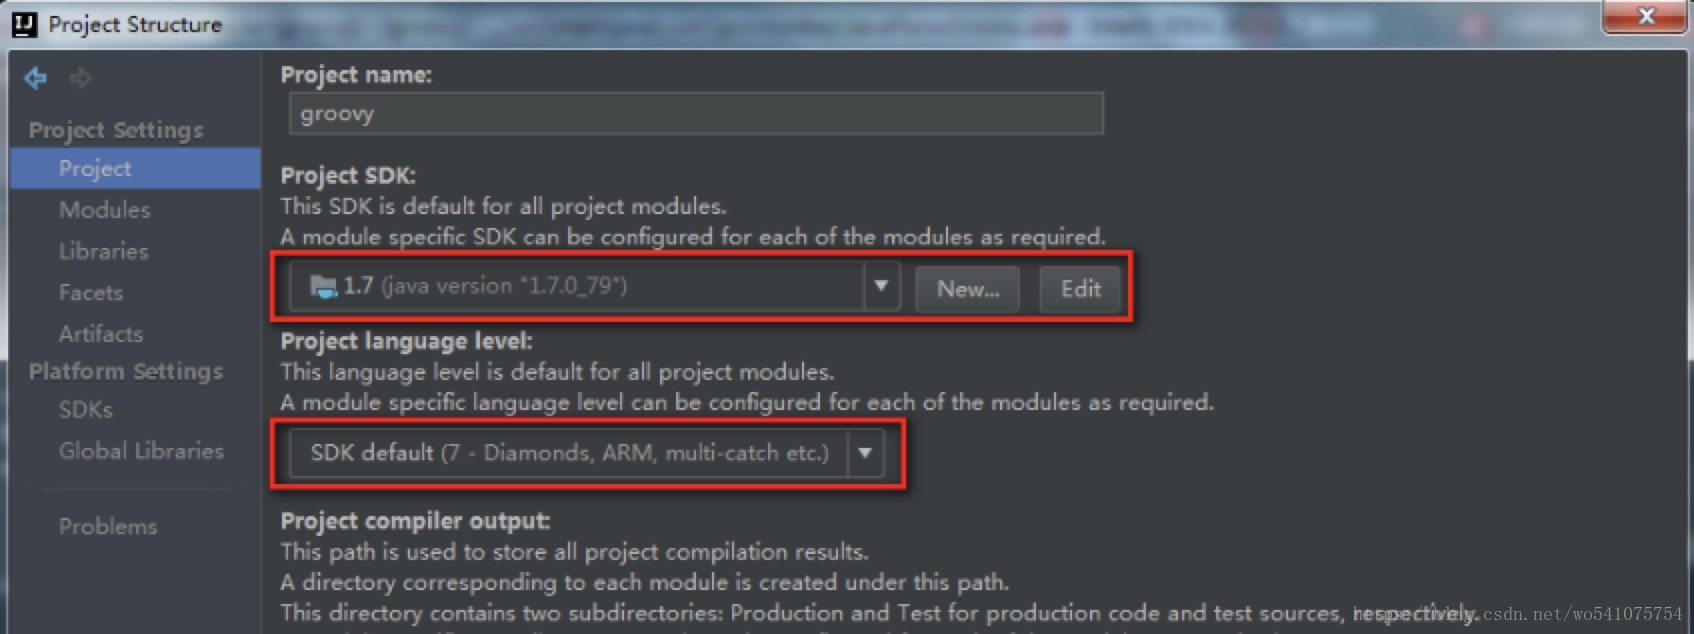 Project Structure
Project Settings
Project
Modules
Libraries
Facets
Artifacts
Platform Settings
SDKs
Global Libraries
Problems
Project name:
groovy
Project SDK:
This SDK is default for all project modules.
A module specific SDK can be configured for each of the modules as required.
1.7 (java version "1.7.0_79") New... Edit
Project language level:
This language level is default for all project modules.
A module specific language level can be configured for each of the modules as required.
SDK default (7 - Diamonds, ARM, multi-catch etc.)
Project compiler output:
This path is used to store all project compilation results.
A directory corresponding to each module is created under this path.
This directory contains two subdirectories: Production and Test for production code and test sources, respectively.
https://blog.csdn.net/wo541075754